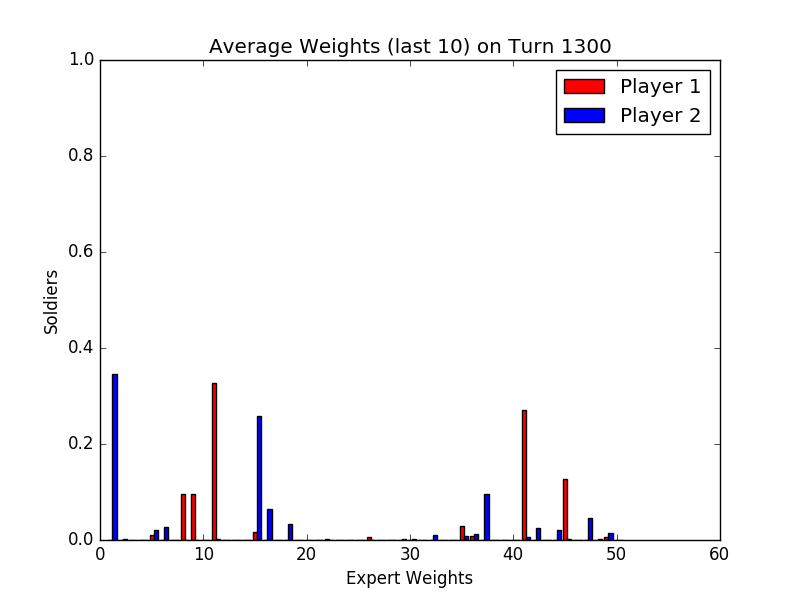 Average Weights (last 10) on Turn 1300
Player 1
Player 2
1.0
0.8
0.6
0.4
0.2
0.0
Soldiers
0
10
20
30
40
50
60
Expert Weights